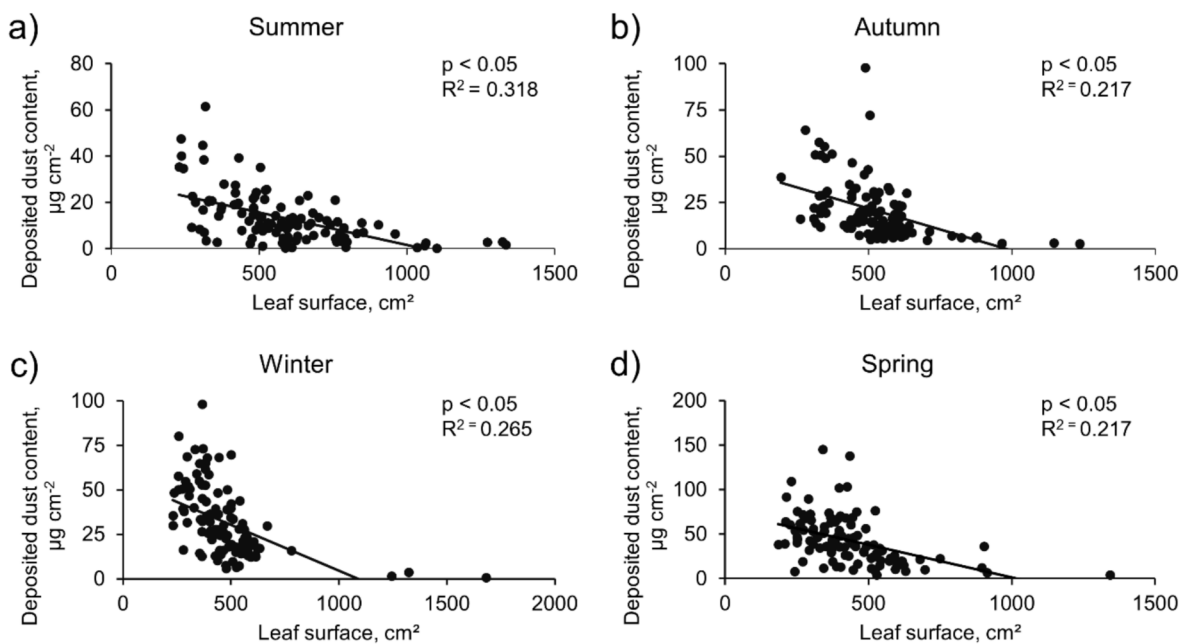 a)
Summer
p < 0.05
R² = 0.318
Deposited dust content,
µg cm⁻²
80
60
40
20
0
0 500 1000 1500
Leaf surface, cm²
b)
Autumn
p < 0.05
R² = 0.217
Deposited dust content,
µg cm⁻²
100
75
50
25
0
0 500 1000 1500
Leaf surface, cm²
c)
Winter
p < 0.05
R² = 0.265
Deposited dust content,
µg cm⁻²
100
75
50
25
0
0 500 1000 1500 2000
Leaf surface, cm²
d)
Spring
p < 0.05
R² = 0.217
Deposited dust content,
µg cm⁻²
200
150
100
50
0
0 500 1000 1500
Leaf surface, cm²